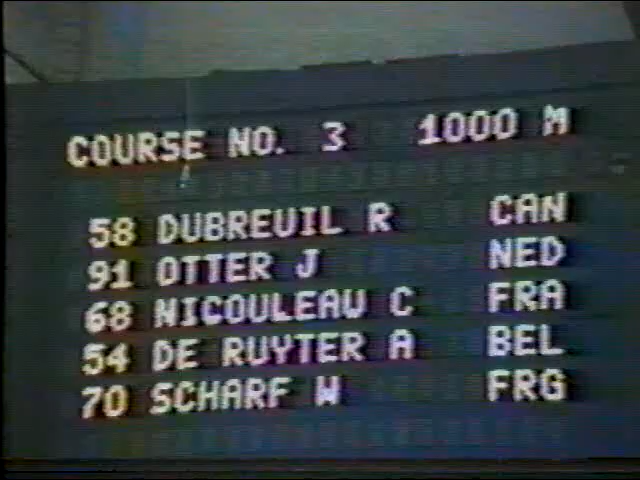 COURSE NO. 3 1000 M
58 DUBREUIL R CAN
91 OTTER J NED
68 NICOULEAU C FRA
54 DE RUYTER A BEL
70 SCHARF W FRG